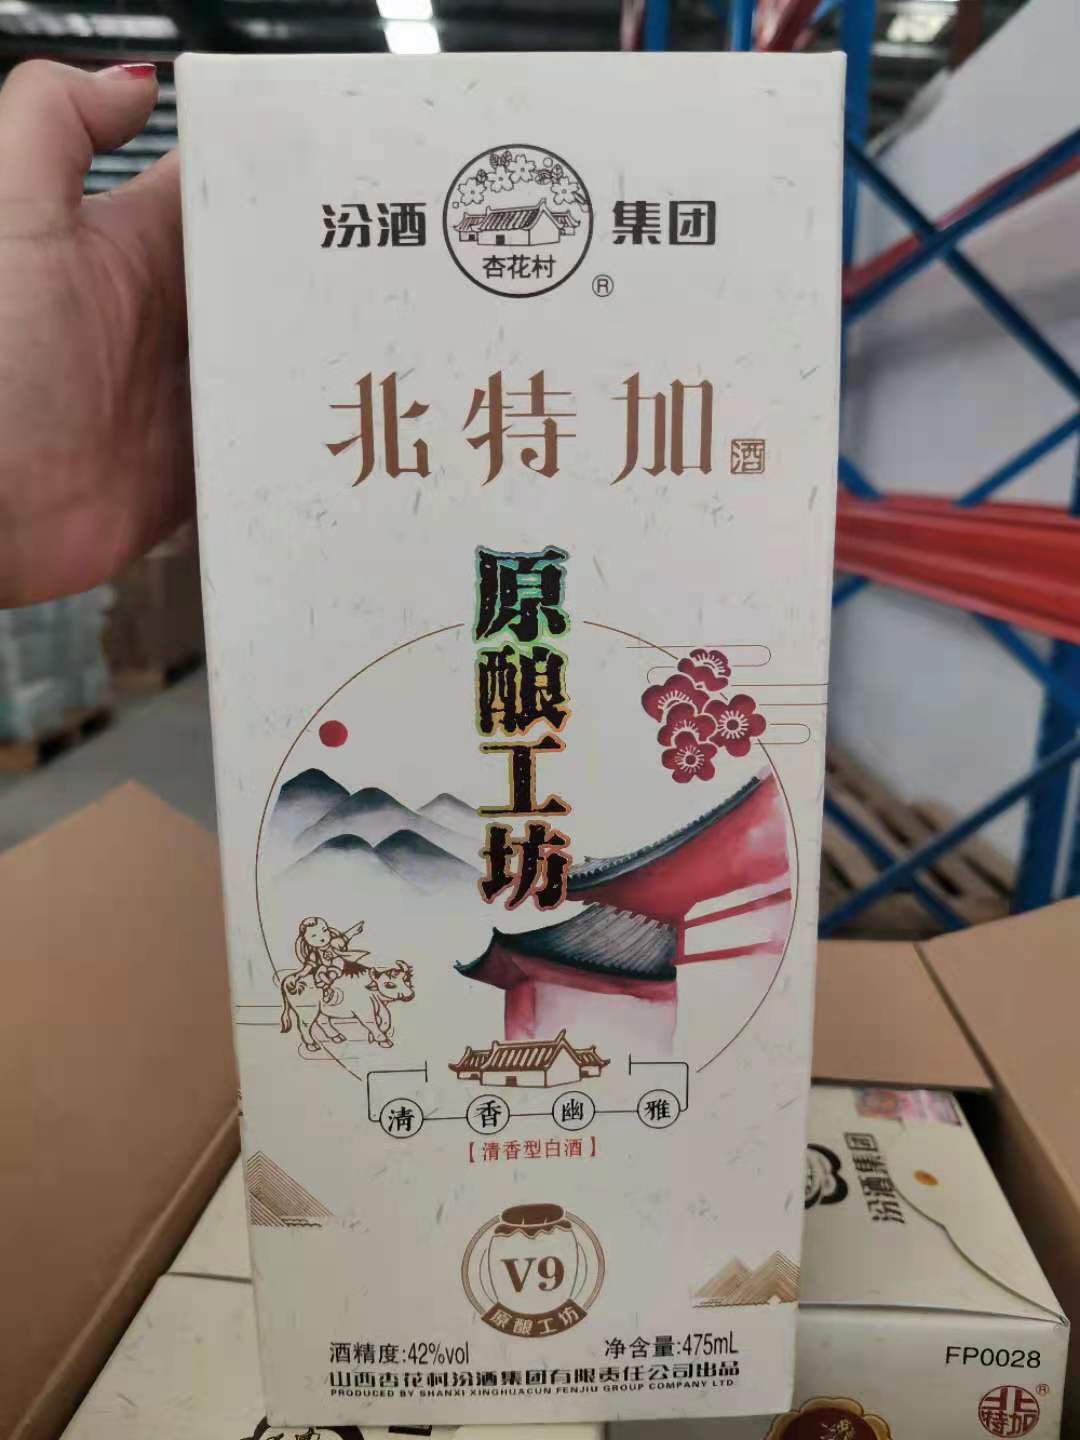 汾酒 集团
杏花村
®
北特加
酒
原酿工坊
清香幽雅
【清香型白酒】
V9
原酿工坊
酒精度:42%vol
净含量:475mL
山西杏花村汾酒集团有限责任公司出品
PRODUCED BY SHANXI XINGHUACUN FENJIU GROUP COMPANY LTD
汾酒集团
FP0028
北特加
®